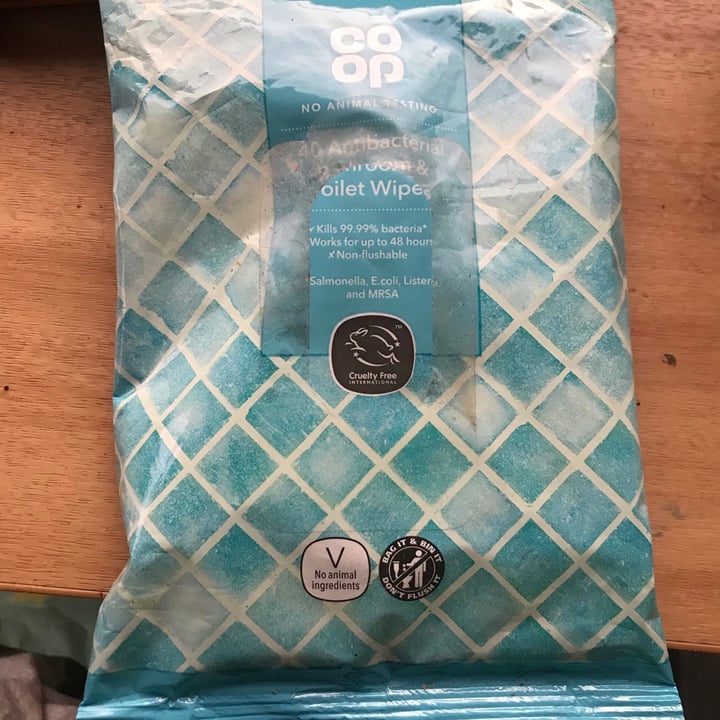 CO
OP
NO ANIMAL TESTING
40 Antibacterial
&
Toilet Wipes
✓ Kills 99.99% bacteria*
Works for up to 48 hours
✗ Non-flushable
*Salmonella, E.coli, Listeria
and MRSA
TM
Cruelty Free
INTERNATIONAL
V
No animal
ingredients
BAG IT & BIN IT
DON'T FLUSH IT